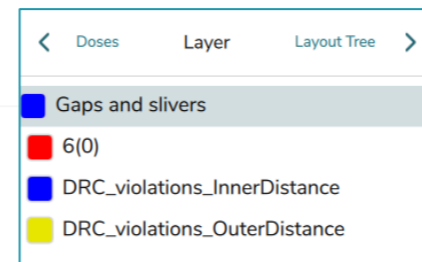 Doses Layer Layout Tree
Gaps and slivers
6(0)
DRC_violations_InnerDistance
DRC_violations_OuterDistance